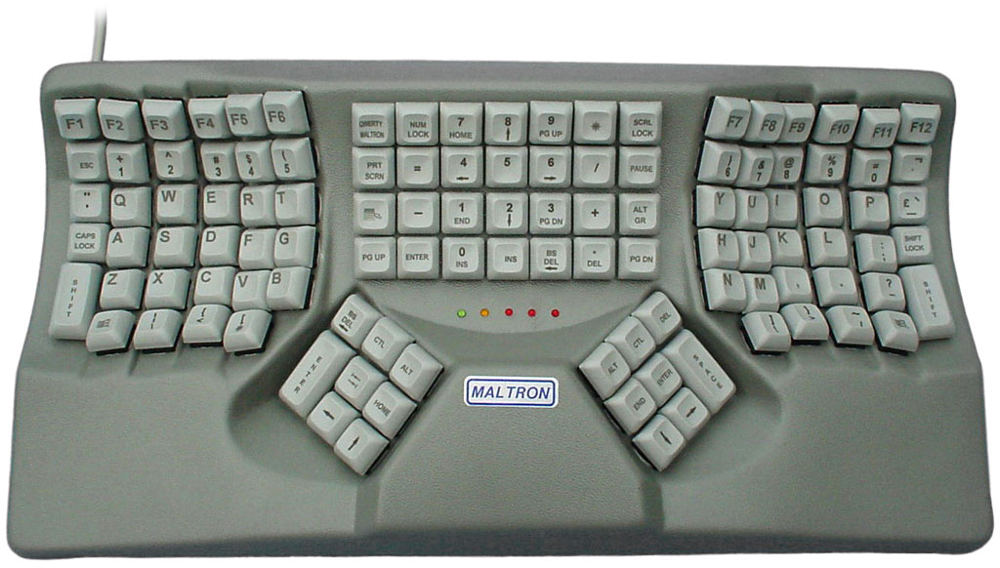 F1 F2 F3 F4 F5 F6
QWERTY MALTRON
NUM LOCK
7 HOME
8
9 PG UP
*
SCRL LOCK
F7 F8 F9 F10 F11 F12
ESC
+ 1
^ 2
# 3
$ 4
( 5
PRT SCRN
=
4
5
6
/
PAUSE
) 6
& 7
@ 8
% 9
= 0
Q W E R T
−
1 END
2
3 PG DN
+
ALT GR
Y U I O P
£ `
CAPS LOCK
A S D F G
PG UP
ENTER
0 INS
INS
BS DEL
. DEL
PG DN
H J K L
: ;
SHIFT LOCK
SHIFT
Z X C V B
N M , .
? _
SHIFT
BS DEL
CTL
ALT
ENTER
HOME
DEL
CTL
ALT
SPACE
ENTER
END
MALTRON